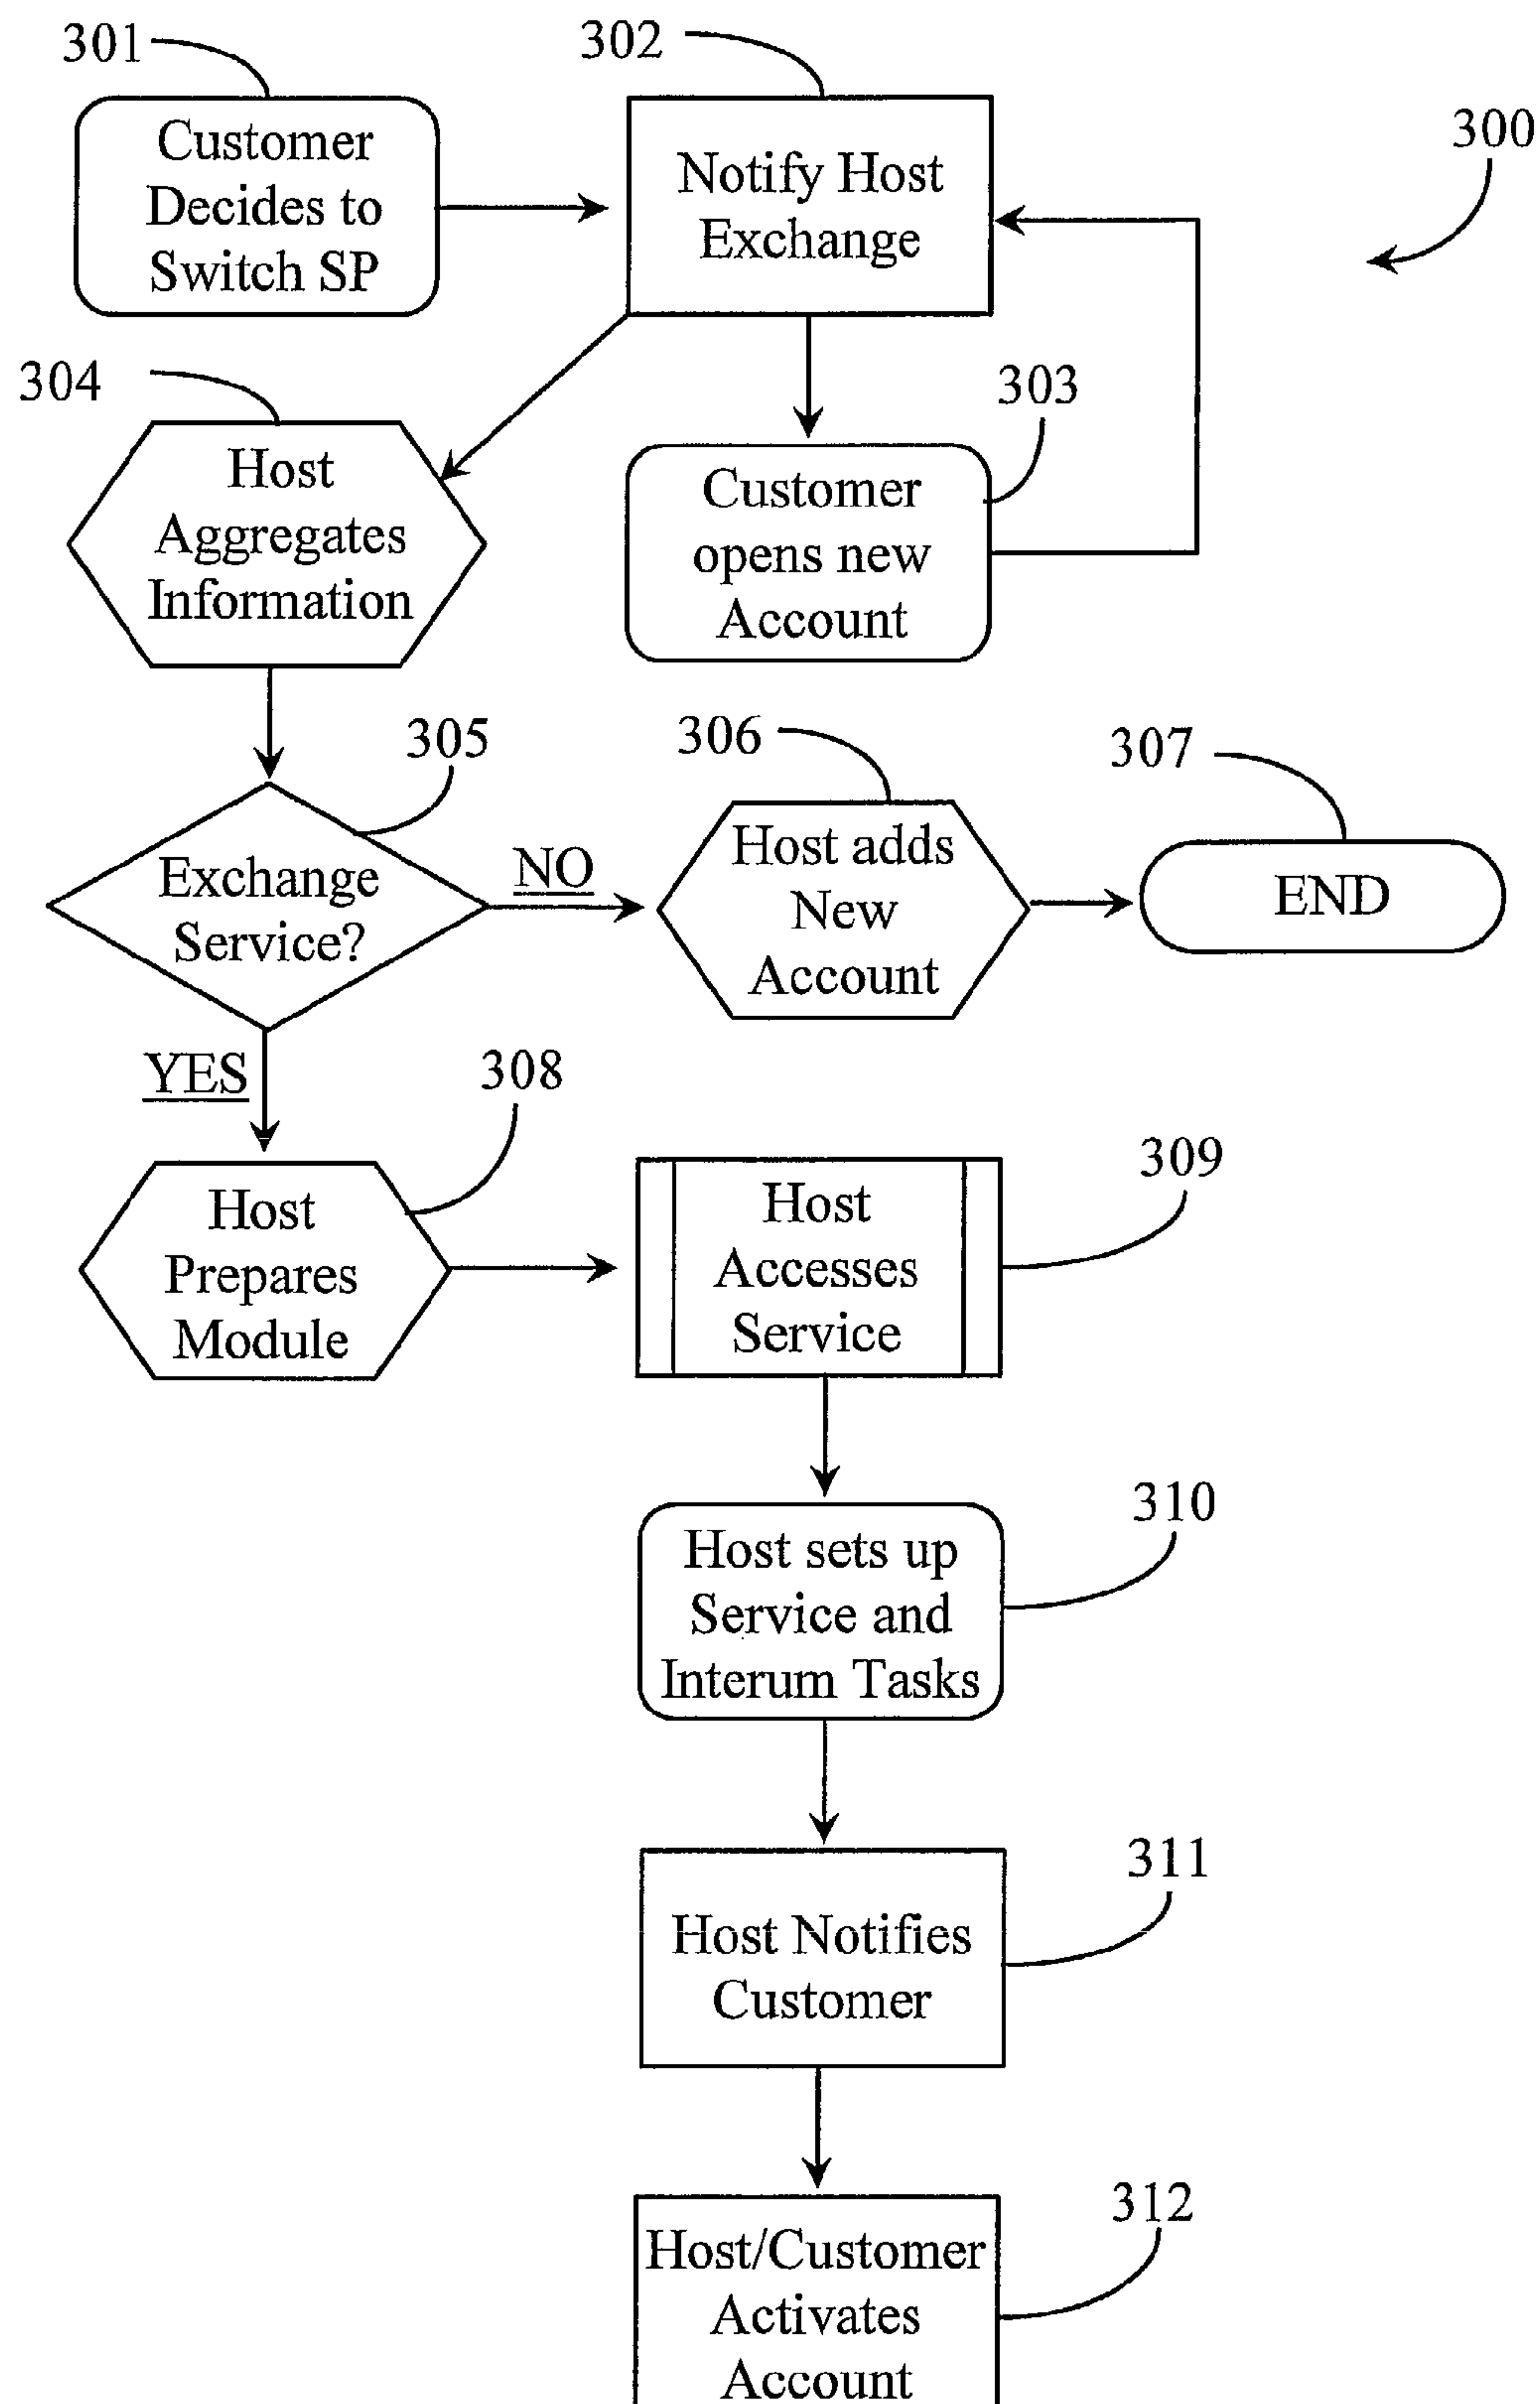 301
302
300
Customer
Decides to
Switch SP
Notify Host
Exchange
304
303
Host
Aggregates
Information
Customer
opens new
Account
305
306
307
Exchange
Service?
NO
Host adds
New
Account
END
YES
308
309
Host
Prepares
Module
Host
Accesses
Service
310
Host sets up
Service and
Interum Tasks
311
Host Notifies
Customer
312
Host/Customer
Activates
Account